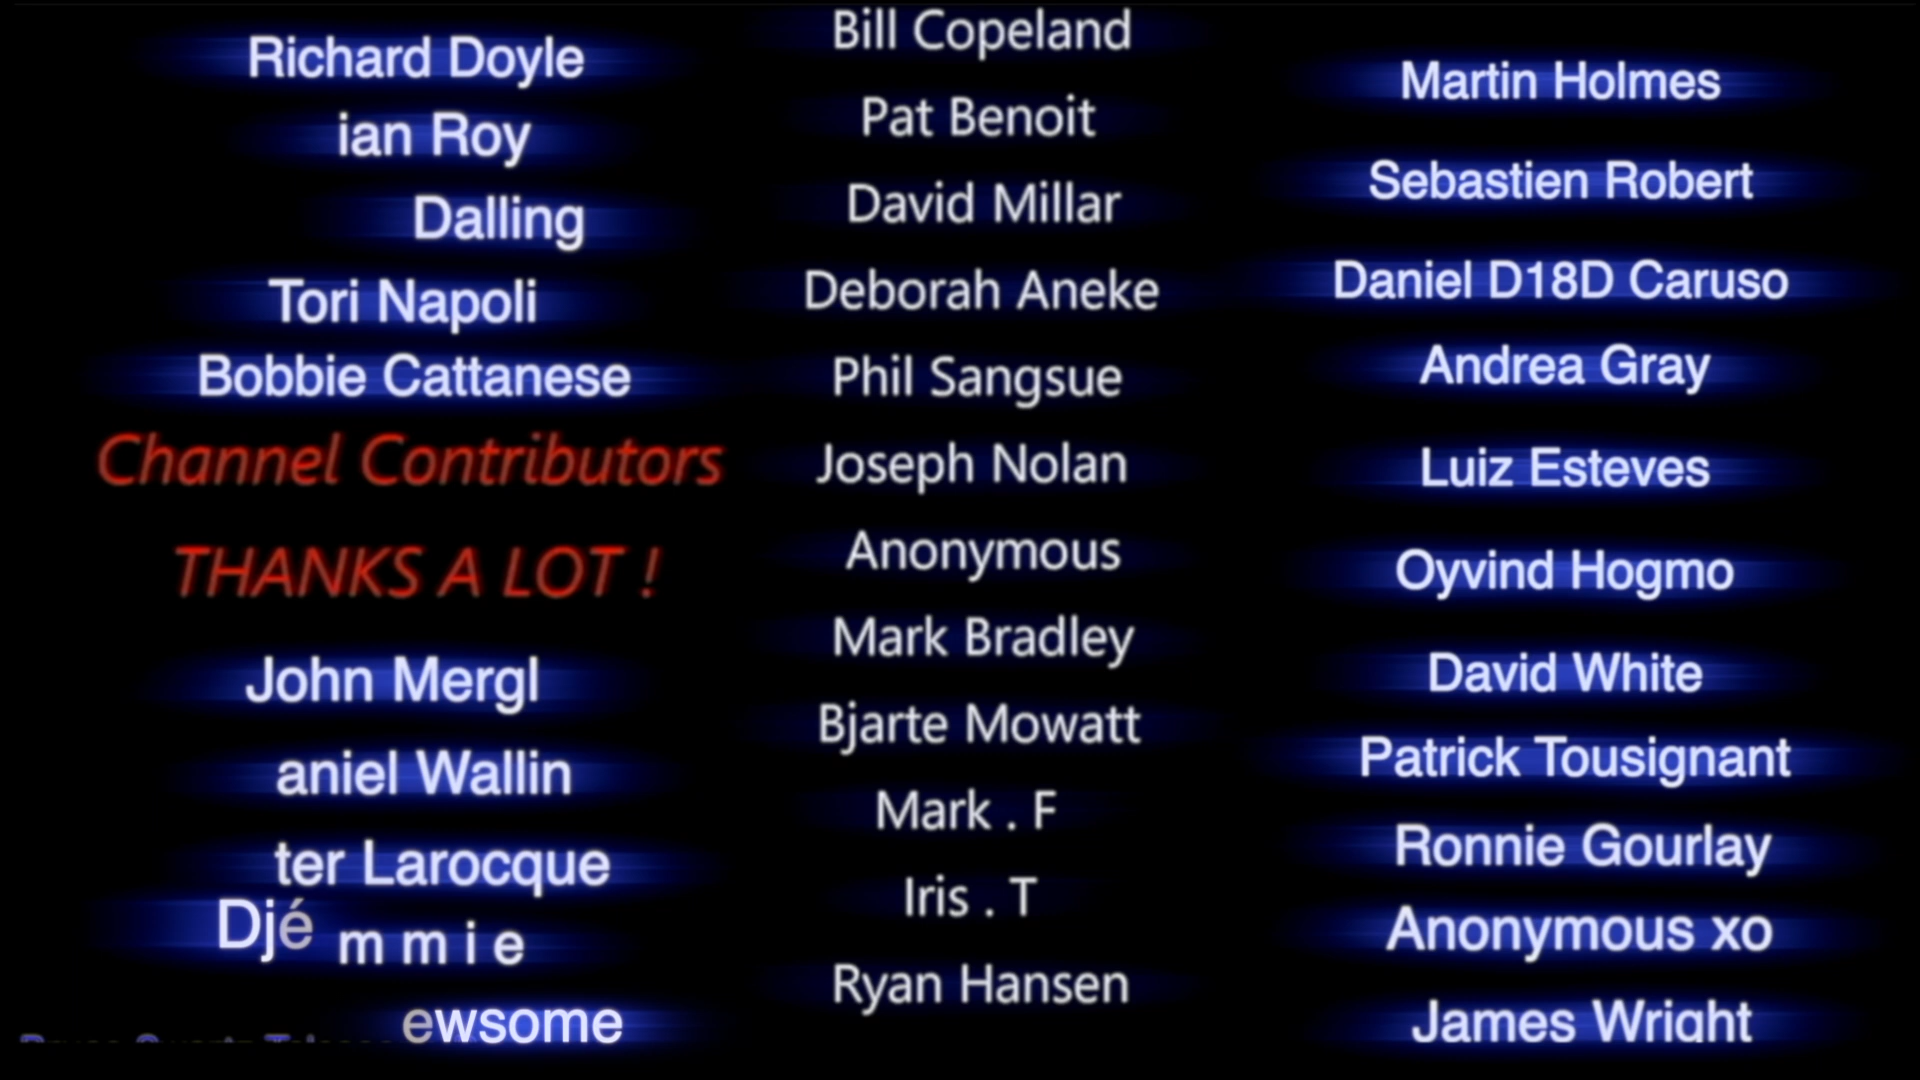 Richard Doyle
ian Roy
Dalling
Tori Napoli
Bobbie Cattanese
Channel Contributors
THANKS A LOT !
John Mergl
aniel Wallin
ter Larocque
Djé
m m i e
ewsome
Bill Copeland
Pat Benoit
David Millar
Deborah Aneke
Phil Sangsue
Joseph Nolan
Anonymous
Mark Bradley
Bjarte Mowatt
Mark . F
Iris . T
Ryan Hansen
Martin Holmes
Sebastien Robert
Daniel D18D Caruso
Andrea Gray
Luiz Esteves
Oyvind Hogmo
David White
Patrick Tousignant
Ronnie Gourlay
Anonymous xo
James Wright